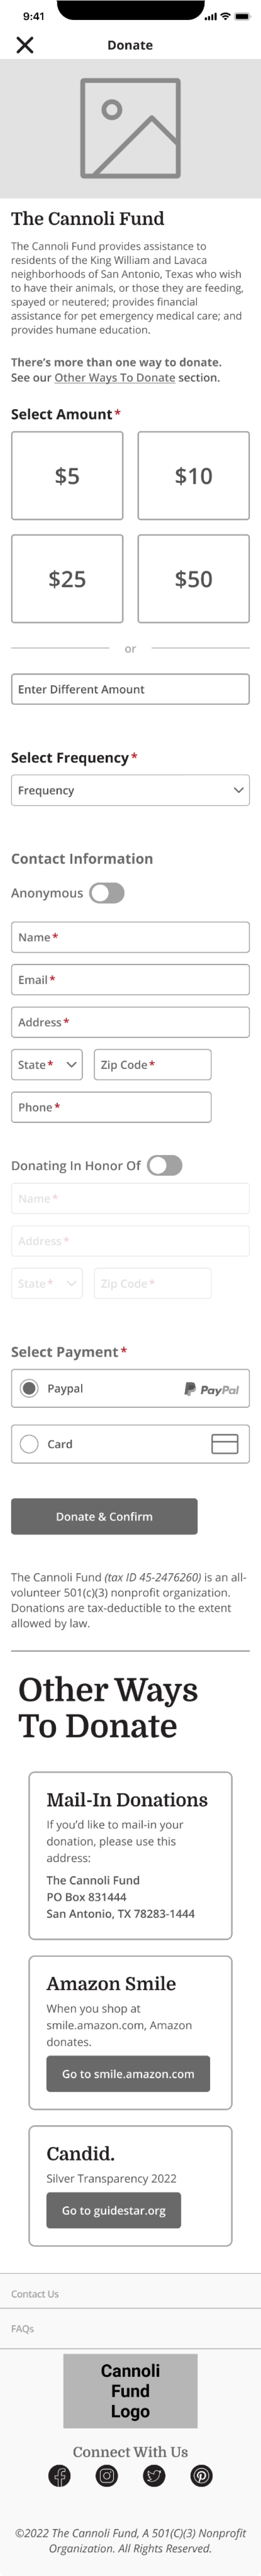 9:41
Donate
The Cannoli Fund
The Cannoli Fund provides assistance to
residents of the King William and Lavaca
neighborhoods of San Antonio, Texas who wish
to have their animals, or those they are feeding,
spayed or neutered; provides financial
assistance for pet emergency medical care; and
provides humane education.
There's more than one way to donate.
See our Other Ways To Donate section.
Select Amount*
$5 $10
$25 $50
or
Enter Different Amount
Select Frequency*
Frequency
Contact Information
Anonymous
Name*
Email*
Address*
State* Zip Code*
Phone*
Donating In Honor Of
Name*
Address*
State* Zip Code*
Select Payment*
Paypal PayPal
Card
Donate & Confirm
The Cannoli Fund (tax ID 45-2476260) is an all-
volunteer 501(c)(3) nonprofit organization.
Donations are tax-deductible to the extent
allowed by law.
Other Ways
To Donate
Mail-In Donations
If you'd like to mail-in your
donation, please use this
address:
The Cannoli Fund
PO Box 831444
San Antonio, TX 78283-1444
Amazon Smile
When you shop at
smile.amazon.com, Amazon
donates.
Go to smile.amazon.com
Candid.
Silver Transparency 2022
Go to guidestar.org
Contact Us
FAQs
Cannoli
Fund
Logo
Connect With Us
©2022 The Cannoli Fund, A 501(C)(3) Nonprofit
Organization. All Rights Reserved.